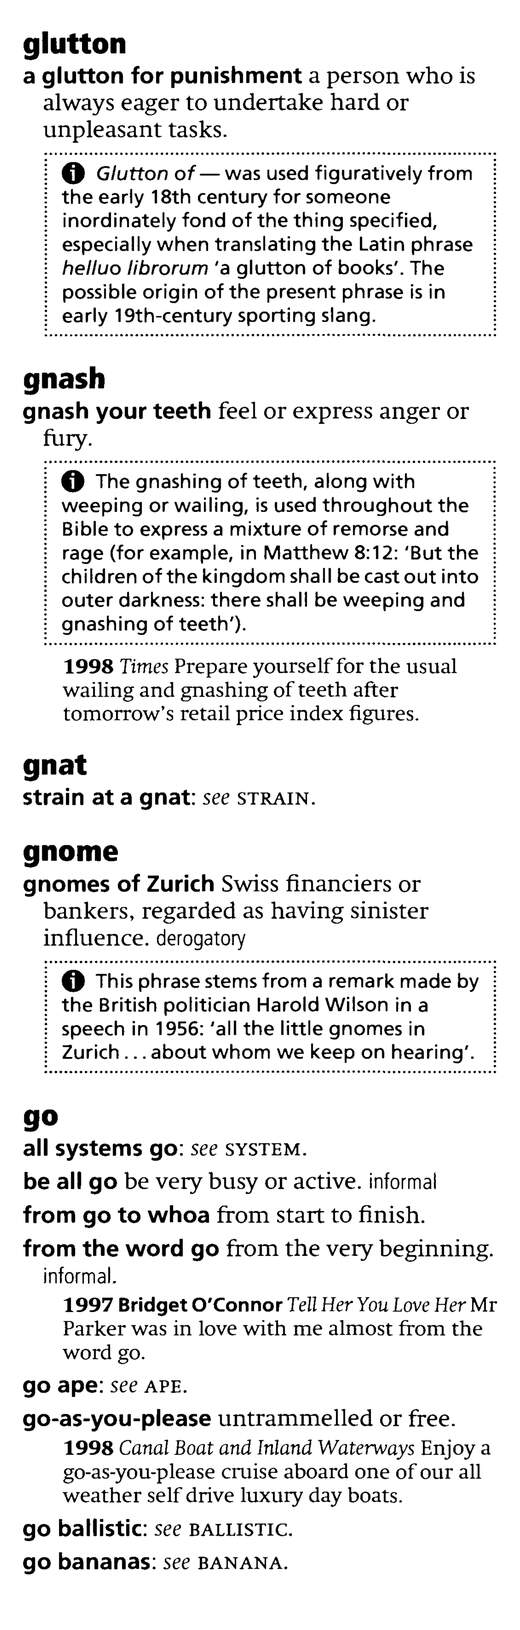 glutton
a glutton for punishment a person who is
always eager to undertake hard or
unpleasant tasks.
Glutton of — was used figuratively from
the early 18th century for someone
inordinately fond of the thing specified,
especially when translating the Latin phrase
helluo librorum ‘a glutton of books’. The
possible origin of the present phrase is in
early 19th-century sporting slang.
gnash
gnash your teeth feel or express anger or
fury.
The gnashing of teeth, along with
weeping or wailing, is used throughout the
Bible to express a mixture of remorse and
rage (for example, in Matthew 8:12: ‘But the
children of the kingdom shall be cast out into
outer darkness: there shall be weeping and
gnashing of teeth’).
1998 Times Prepare yourself for the usual
wailing and gnashing of teeth after
tomorrow’s retail price index figures.
gnat
strain at a gnat: see STRAIN.
gnome
gnomes of Zurich Swiss financiers or
bankers, regarded as having sinister
influence. derogatory
This phrase stems from a remark made by
the British politician Harold Wilson in a
speech in 1956: ‘all the little gnomes in
Zurich ... about whom we keep on hearing’.
go
all systems go: see SYSTEM.
be all go be very busy or active. informal
from go to whoa from start to finish.
from the word go from the very beginning.
informal.
1997 Bridget O’Connor Tell Her You Love Her Mr
Parker was in love with me almost from the
word go.
go ape: see APE.
go-as-you-please untrammelled or free.
1998 Canal Boat and Inland Waterways Enjoy a
go-as-you-please cruise aboard one of our all
weather self drive luxury day boats.
go ballistic: see BALLISTIC.
go bananas: see BANANA.